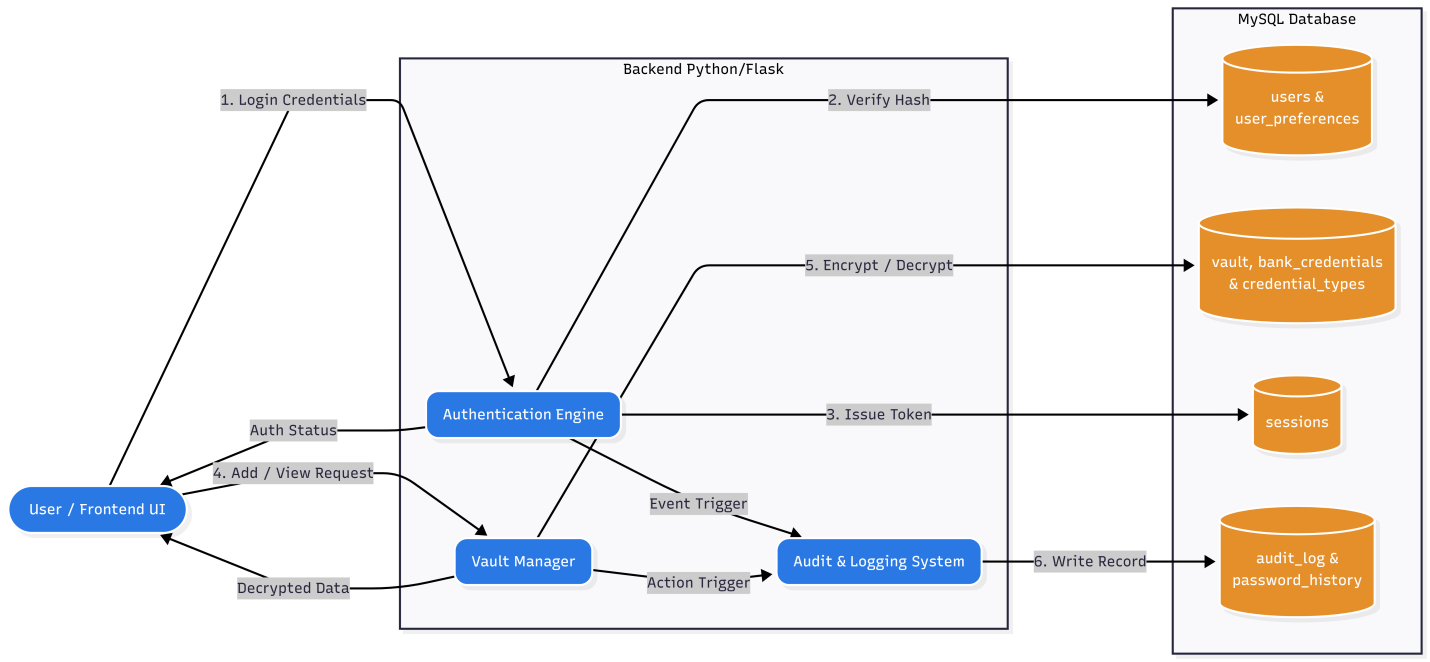 MySQL Database
Backend Python/Flask
1. Login Credentials
2. Verify Hash
users &
user_preferences
5. Encrypt / Decrypt
vault, bank_credentials
& credential_types
Authentication Engine
3. Issue Token
sessions
Auth Status
4. Add / View Request
User / Frontend UI
Event Trigger
Vault Manager
Audit & Logging System
6. Write Record
audit_log &
password_history
Action Trigger
Decrypted Data